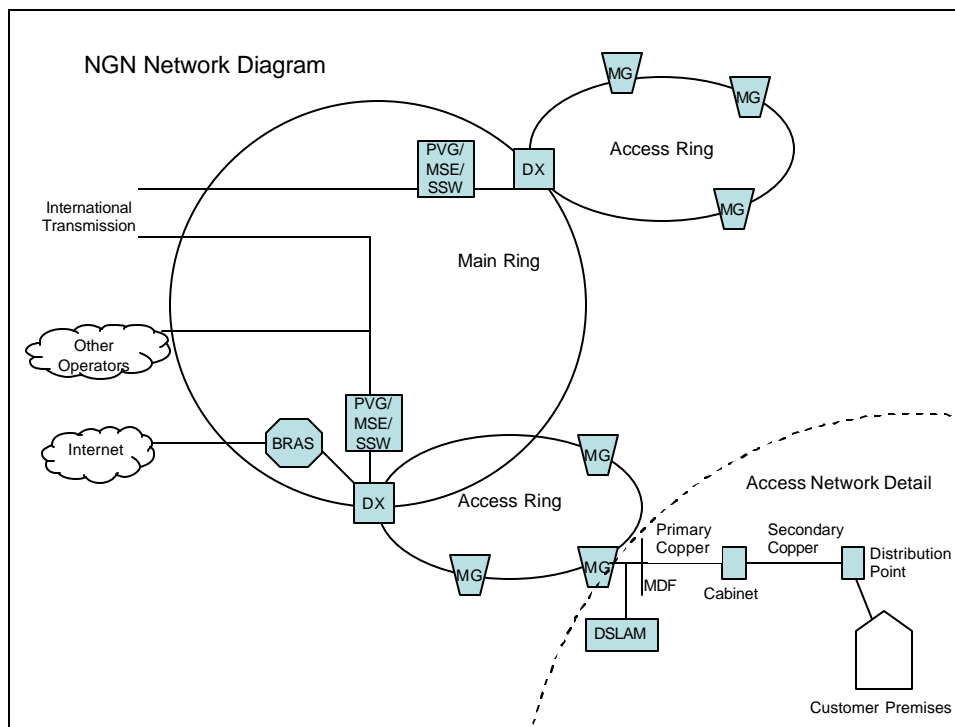 NGN Network Diagram
MG
MG
Access Ring
PVG/
MSE/
SSW
DX
MG
International
Transmission
Main Ring
Other
Operators
PVG/
MSE/
SSW
Internet
BRAS
MG
Access Ring
DX
Access Network Detail
Primary
Copper
Secondary
Copper
Distribution
Point
MG
MG
MDF
Cabinet
DSLAM
Customer Premises